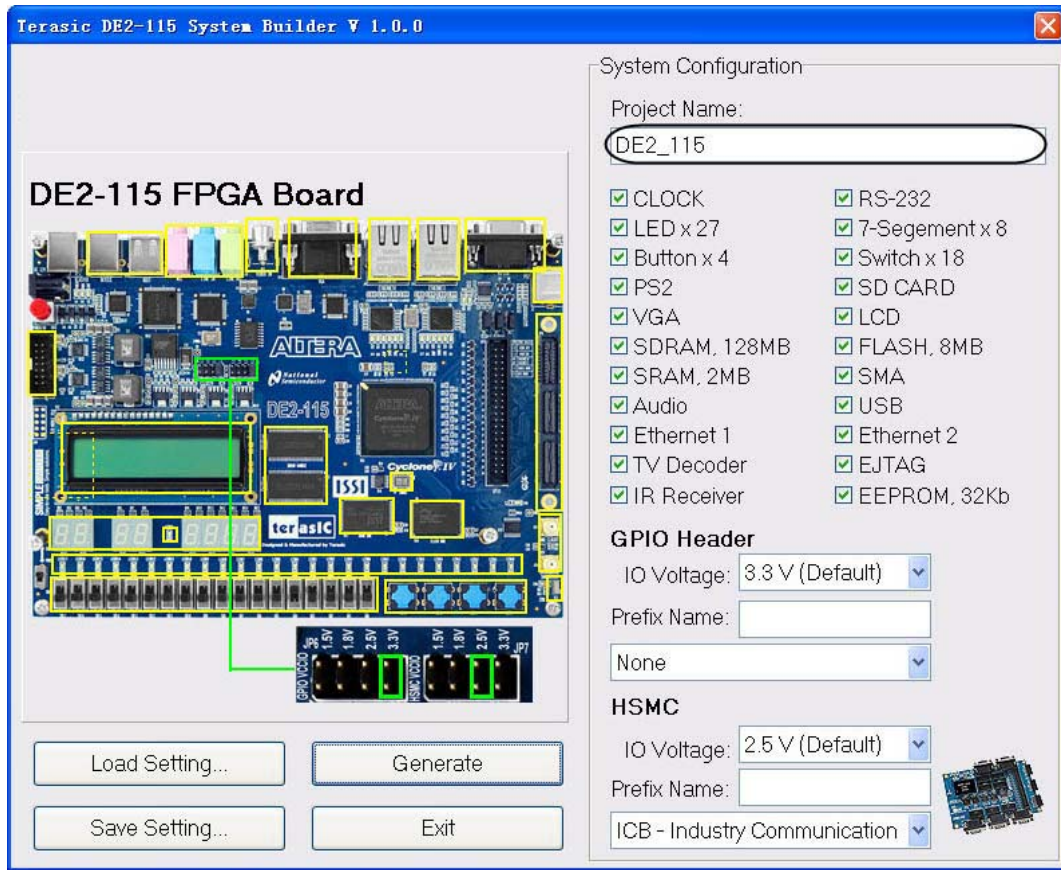 Terasic DE2-115 System Builder V 1.0.0
DE2-115 FPGA Board
ALTERA
National
Semiconductor
DE2-115
Cyclone IV
ISSI
terasIC
JP6
1.5V
1.8V
2.5V
3.3V
GPIO VCCIO
1.5V
1.8V
2.5V
3.3V
JP7
HSMC VCCIO
Load Setting...
Generate
Save Setting...
Exit
System Configuration
Project Name:
DE2_115
CLOCK
RS-232
LED x 27
7-Segement x 8
Button x 4
Switch x 18
PS2
SD CARD
VGA
LCD
SDRAM, 128MB
FLASH, 8MB
SRAM, 2MB
SMA
Audio
USB
Ethernet 1
Ethernet 2
TV Decoder
EJTAG
IR Receiver
EEPROM, 32Kb
GPIO Header
IO Voltage: 3.3 V (Default)
Prefix Name:
None
HSMC
IO Voltage: 2.5 V (Default)
Prefix Name:
ICB - Industry Communication